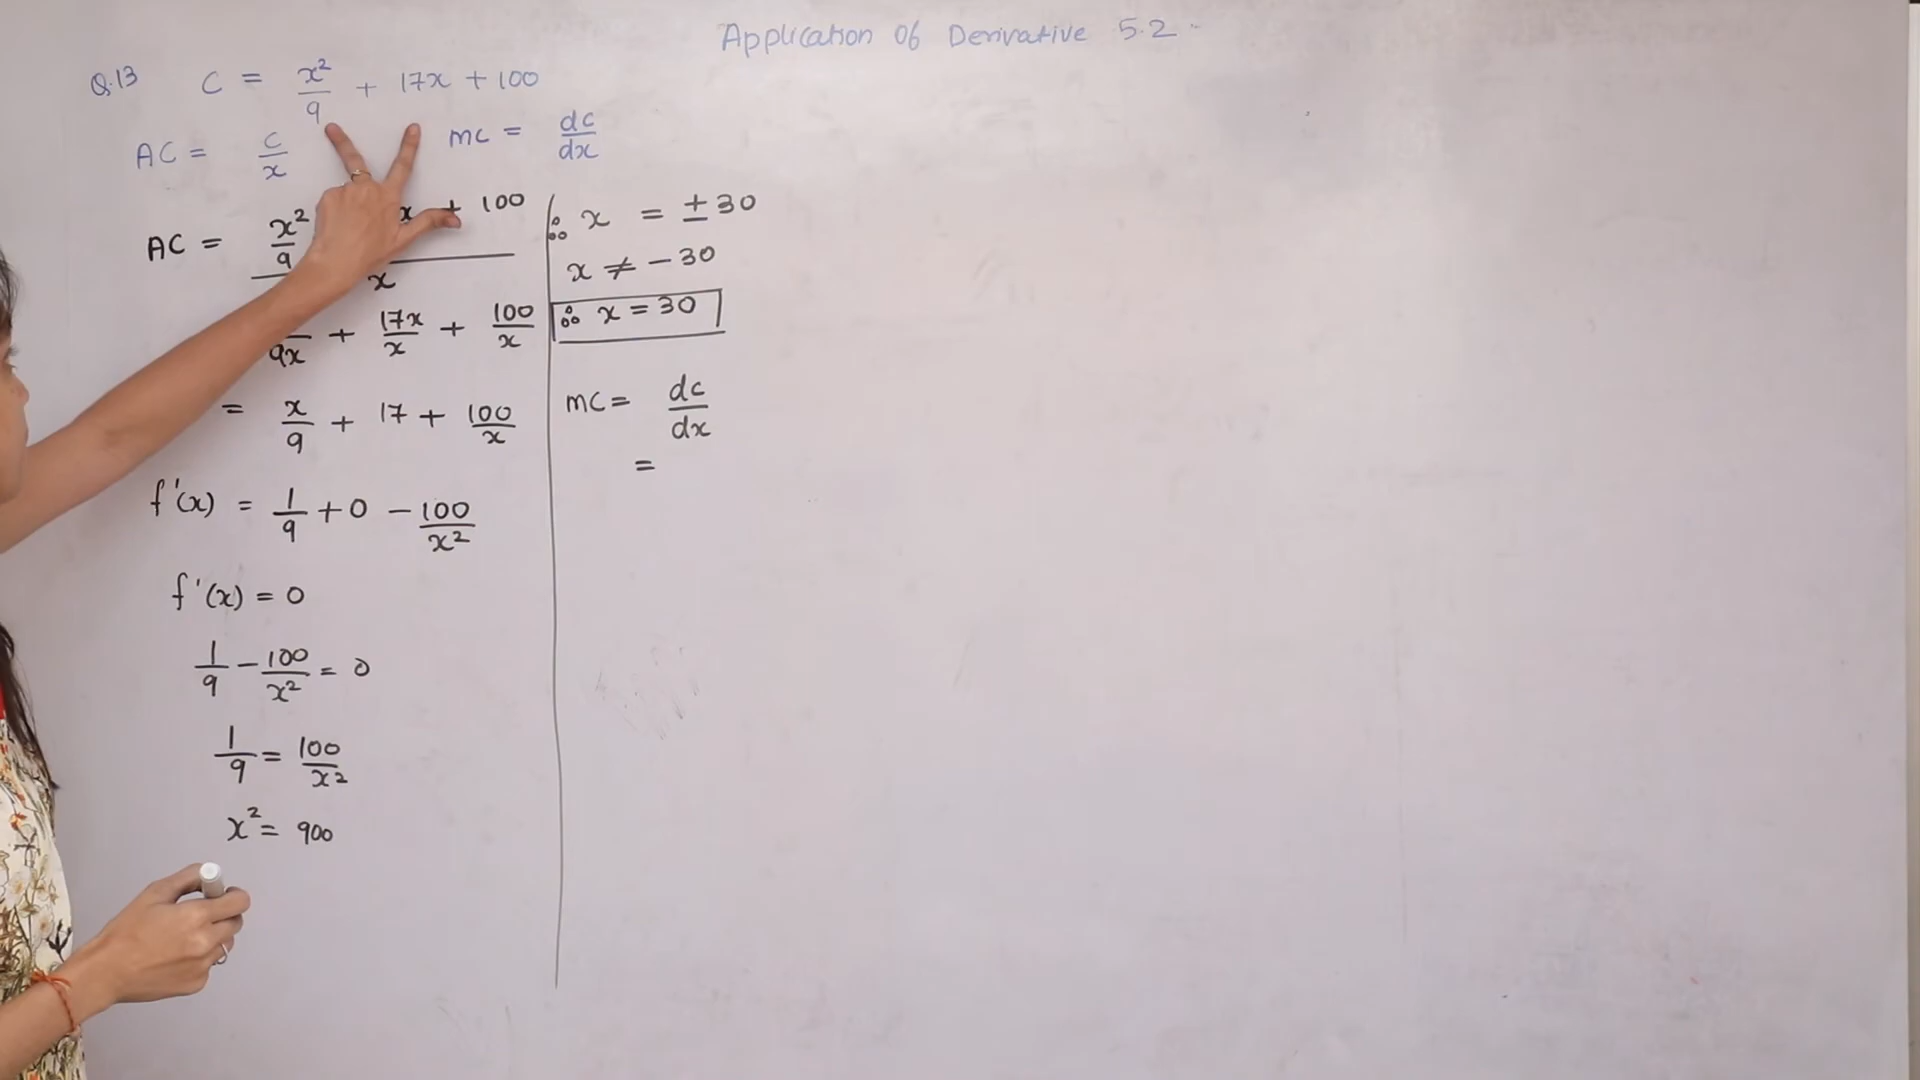 Application Of Derivative 5.2
Q.13 C = x²/9 + 17x + 100
AC = C/x mc = dc/dx
AC = x²/9 x + 100 / x
9x + 17x/x + 100/x
= x/9 + 17 + 100/x
f'(x) = 1/9 + 0 - 100/x²
f'(x) = 0
1/9 - 100/x² = 0
1/9 = 100/x²
x² = 900
∴ x = ± 30
x ≠ - 30
∴ x = 30
mc = dc/dx
=